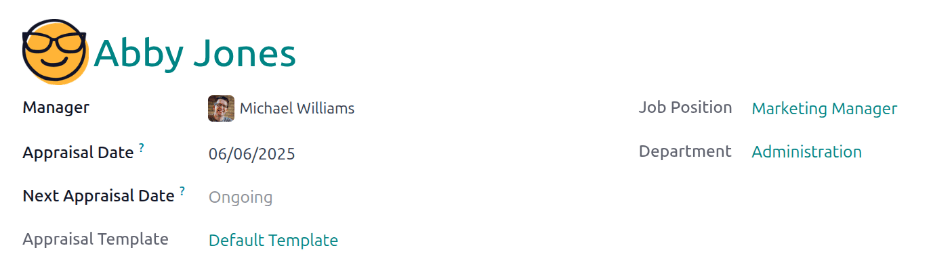 Abby Jones
Manager Michael Williams Job Position Marketing Manager
Appraisal Date ? 06/06/2025 Department Administration
Next Appraisal Date ? Ongoing
Appraisal Template Default Template